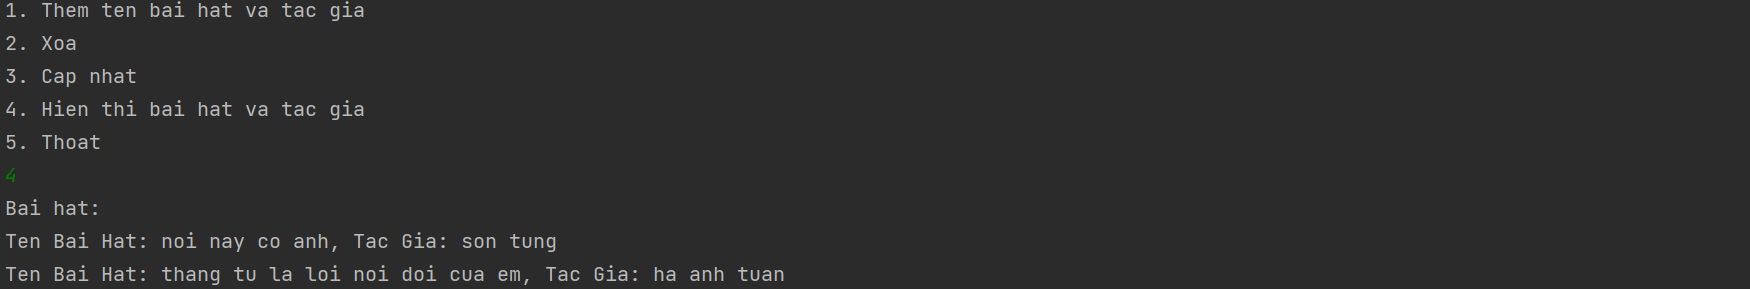 1. Them ten bai hat va tac gia
2. Xoa
3. Cap nhat
4. Hien thi bai hat va tac gia
5. Thoat
4
Bai hat:
Ten Bai Hat: noi nay co anh, Tac Gia: son tung
Ten Bai Hat: thang tu la loi noi doi cua em, Tac Gia: ha anh tuan